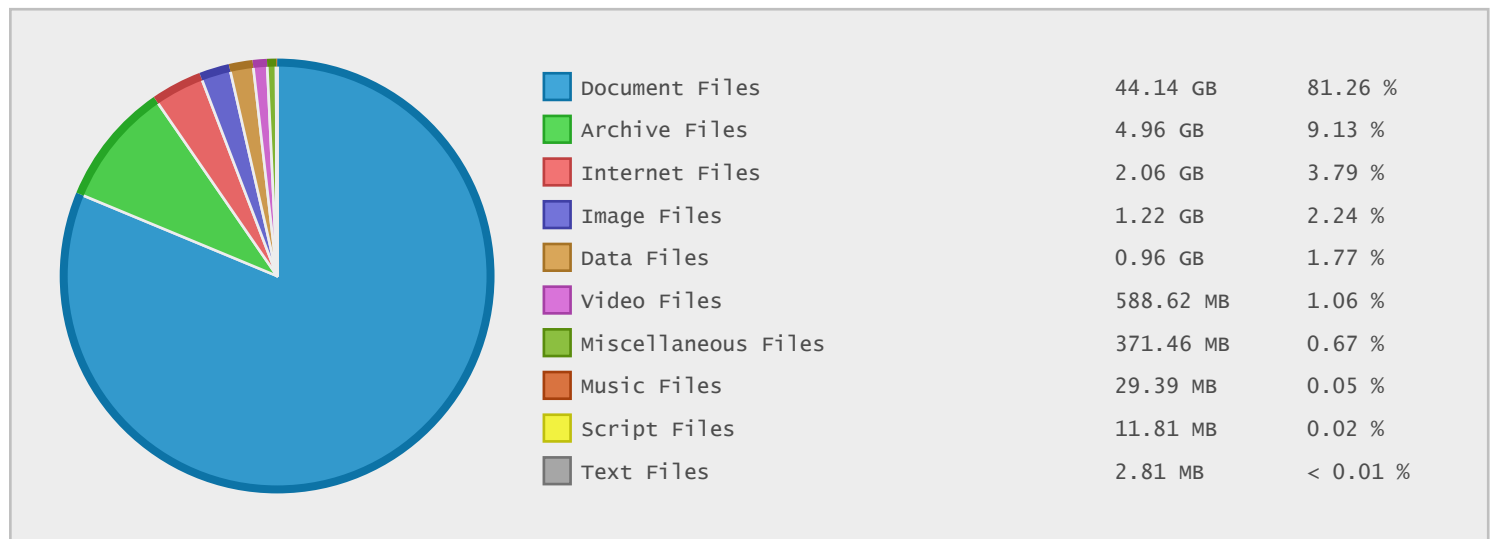 Document Files 44.14 GB 81.26 %
Archive Files 4.96 GB 9.13 %
Internet Files 2.06 GB 3.79 %
Image Files 1.22 GB 2.24 %
Data Files 0.96 GB 1.77 %
Video Files 588.62 MB 1.06 %
Miscellaneous Files 371.46 MB 0.67 %
Music Files 29.39 MB 0.05 %
Script Files 11.81 MB 0.02 %
Text Files 2.81 MB < 0.01 %